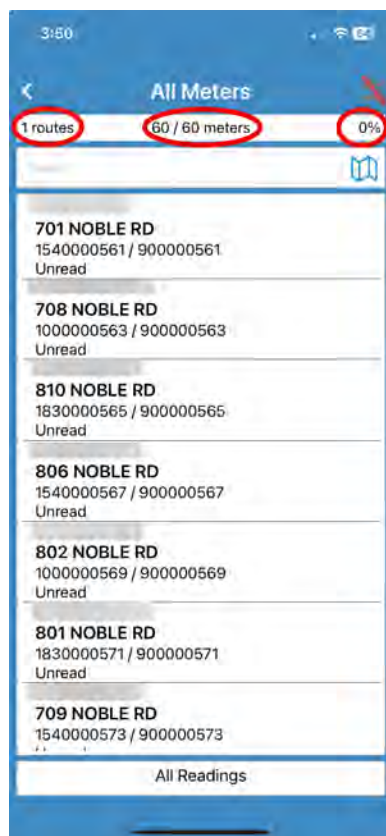 3:50
All Meters
1 routes 60 / 60 meters 0%
701 NOBLE RD
1540000561 / 900000561
Unread
708 NOBLE RD
1000000563 / 900000563
Unread
810 NOBLE RD
1830000565 / 900000565
Unread
806 NOBLE RD
1540000567 / 900000567
Unread
802 NOBLE RD
1000000569 / 900000569
Unread
801 NOBLE RD
1830000571 / 900000571
Unread
709 NOBLE RD
1540000573 / 900000573
All Readings